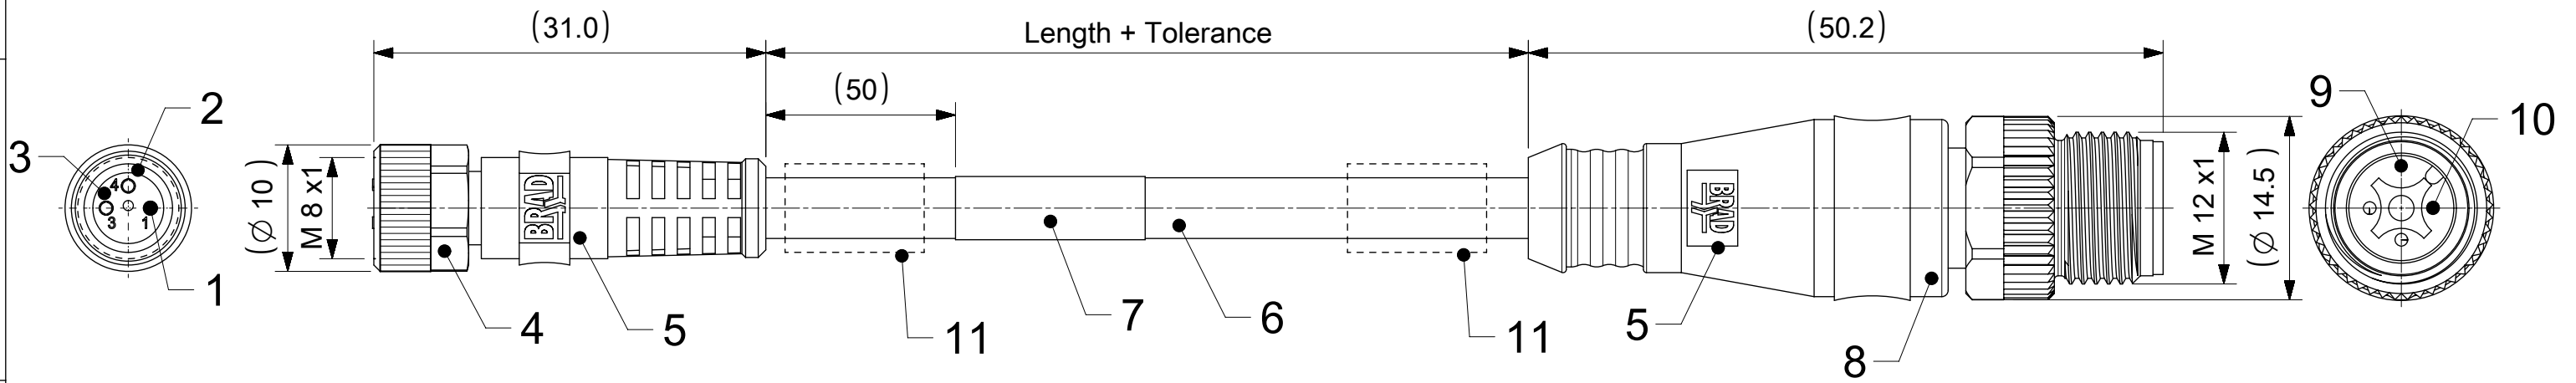 (31.0)
Length + Tolerance
(50.2)
(50)
2
3
4
3
1
1
(Ø 10)
M 8 x1
BRAD
4
5
11
7
6
11
BRAD
5
8
M 12 x1
(Ø 14.5)
9
10